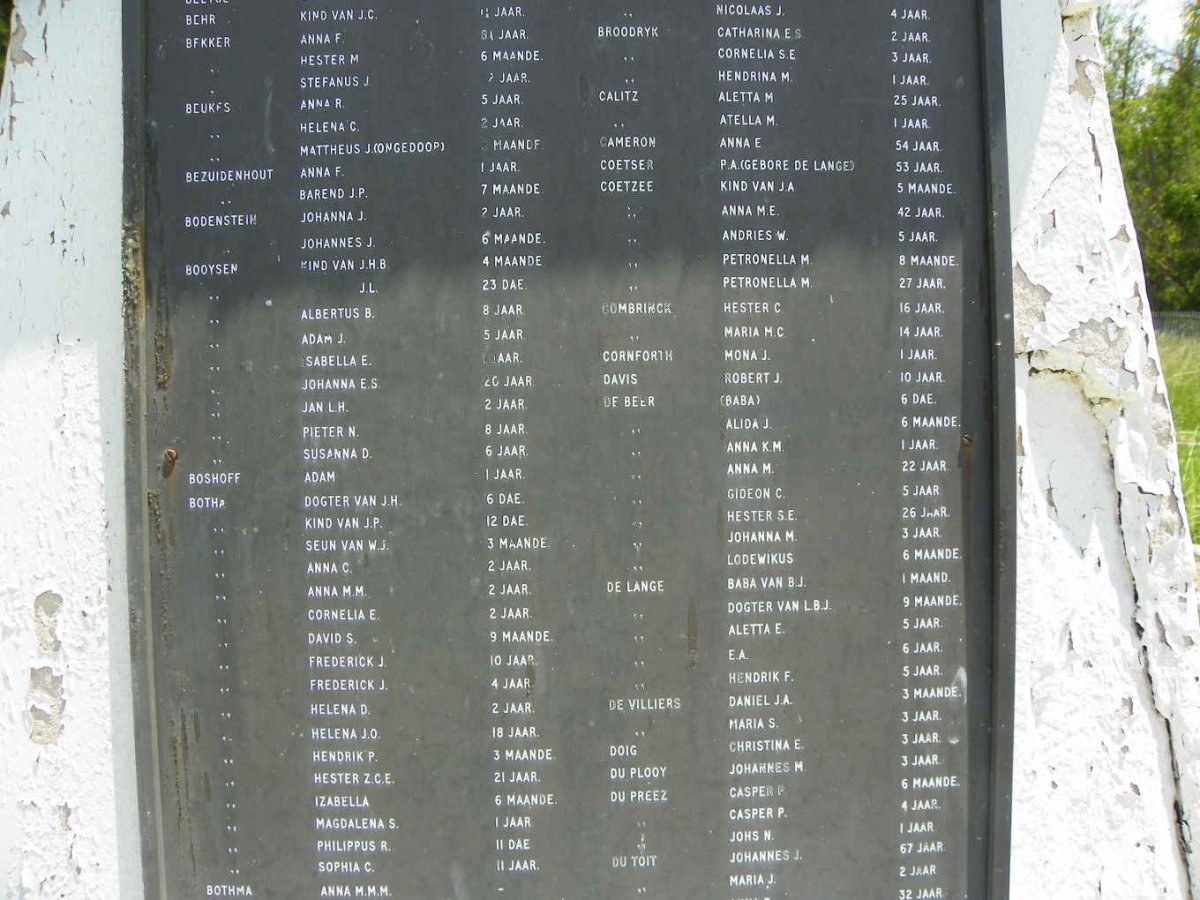 BEHR KIND VAN J.C. JAAR.
BEKKER ANNA F. JAAR.
,, HESTER M 6 MAANDE.
,, STEFANUS J. 2 JAAR.
BEUKES ANNA R. 5 JAAR.
,, HELENA C. 2 JAAR.
,, MATTHEUS J.(ONGEDOOP) MAANDE
BEZUIDENHOUT ANNA F. 1 JAAR.
,, BAREND J.P. 7 MAANDE.
BODENSTEIN JOHANNA J. 2 JAAR.
,, JOHANNES J. 6 MAANDE.
BOOYSEN KIND VAN J.H.B. 4 MAANDE
,, J.L. 23 DAE.
,, ALBERTUS B. 8 JAAR
,, ADAM J. 5 JAAR.
,, ISABELLA E. JAAR.
,, JOHANNA E.S. 20 JAAR.
,, JAN L.H. 2 JAAR.
,, PIETER N. 8 JAAR.
,, SUSANNA D. 6 JAAR.
BOSHOFF ADAM 1 JAAR.
BOTHA DOGTER VAN J.H. 6 DAE.
,, KIND VAN J.P. 12 DAE.
,, SEUN VAN W.J. 3 MAANDE.
,, ANNA C. 2 JAAR.
,, ANNA M.M. 2 JAAR.
,, CORNELIA E. 2 JAAR.
,, DAVID S. 9 MAANDE.
,, FREDERICK J. 10 JAAR.
,, FREDERICK J. 4 JAAR.
,, HELENA D. 2 JAAR.
,, HELENA J.O. 18 JAAR.
,, HENDRIK P. 3 MAANDE.
,, HESTER Z.C.E. 21 JAAR.
,, IZABELLA 6 MAANDE.
,, MAGDALENA S. 1 JAAR.
,, PHILIPPUS R. 11 DAE
,, SOPHIA C. 11 JAAR.
BOTHMA ANNA M.M.M. -
,, NICOLAAS J. 4 JAAR.
BROODRYK CATHARINA E.S. 2 JAAR.
,, CORNELIA S.E 3 JAAR.
,, HENDRINA M. 1 JAAR.
CALITZ ALETTA M 25 JAAR.
,, ATELLA M. 1 JAAR.
CAMERON ANNA E 54 JAAR.
COETSER P.A.(GEBORE DE LANGE) 53 JAAR.
COETZEE KIND VAN J.A 5 MAANDE.
,, ANNA M.E. 42 JAAR.
,, ANDRIES W. 5 JAAR.
,, PETRONELLA M. 8 MAANDE.
,, PETRONELLA M. 27 JAAR.
COMBRINCK HESTER C 16 JAAR.
,, MARIA M.C 14 JAAR.
CORNFORTH MONA J. 1 JAAR.
DAVIS ROBERT J. 10 JAAR.
DE BEER (BABA) 6 DAE.
,, ALIDA J. 6 MAANDE.
,, ANNA K.M. 1 JAAR.
,, ANNA M. 22 JAAR.
,, GIDEON C. 5 JAAR
,, HESTER S.E. 26 JAAR.
,, JOHANNA M. 3 JAAR.
,, LODEWIKUS 6 MAANDE.
DE LANGE BABA VAN B.J. 1 MAAND.
,, DOGTER VAN L.B.J. 9 MAANDE.
,, ALETTA E. 5 JAAR.
,, E.A. 6 JAAR.
,, HENDRIK F. 5 JAAR.
DE VILLIERS DANIEL J.A. 3 MAANDE.
,, MARIA S. 3 JAAR.
DOIG CHRISTINA E. 3 JAAR.
DU PLOOY JOHANNES M. 3 JAAR.
DU PREEZ CASPER P. 6 MAANDE.
,, CASPER P. 4 JAAR.
,, JOHS N. 1 JAAR
DU TOIT JOHANNES J. 67 JAAR.
,, MARIA J. 2 JAAR.
32 JAAR.